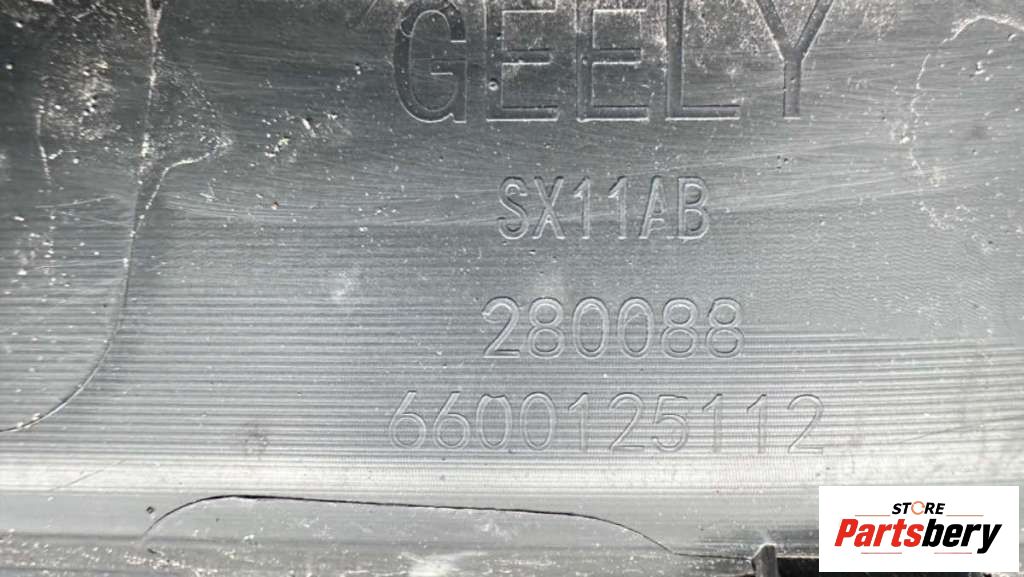 GEELY
SX11AB
280088
6600125112
STORE
Partsbery